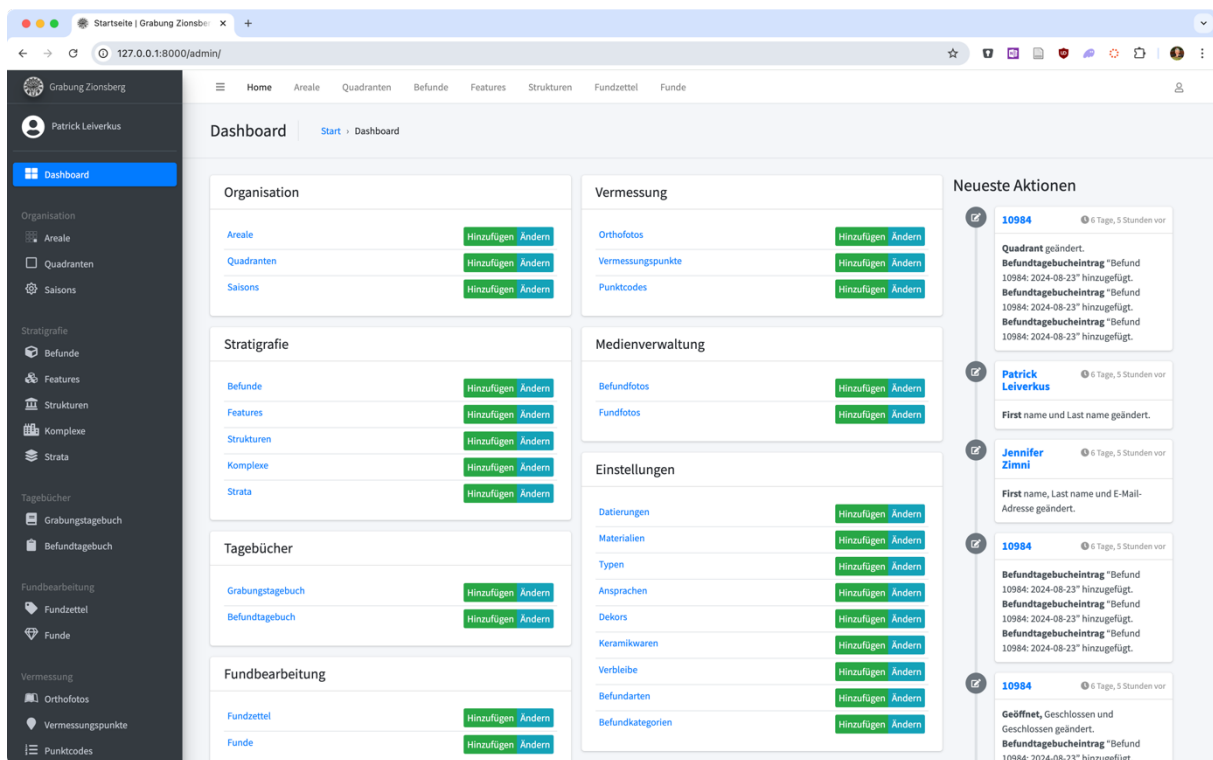 Startseite | Grabung Zionsber
127.0.0.1:8000/admin/
Grabung Zionsberg
Patrick Leiverkus
Dashboard
Organisation
Areale
Quadranten
Saisons
Stratigrafie
Befunde
Features
Strukturen
Komplexe
Strata
Tagebücher
Grabungstagebuch
Befundtagebuch
Fundbearbeitung
Fundzettel
Funde
Vermessung
Orthofotos
Vermessungspunkte
Punktcodes
Home Areale Quadranten Befunde Features Strukturen Fundzettel Funde
Dashboard Start › Dashboard
Organisation
Areale Hinzufügen Ändern
Quadranten Hinzufügen Ändern
Saisons Hinzufügen Ändern
Stratigrafie
Befunde Hinzufügen Ändern
Features Hinzufügen Ändern
Strukturen Hinzufügen Ändern
Komplexe Hinzufügen Ändern
Strata Hinzufügen Ändern
Tagebücher
Grabungstagebuch Hinzufügen Ändern
Befundtagebuch Hinzufügen Ändern
Fundbearbeitung
Fundzettel Hinzufügen Ändern
Funde Hinzufügen Ändern
Vermessung
Orthofotos Hinzufügen Ändern
Vermessungspunkte Hinzufügen Ändern
Punktcodes Hinzufügen Ändern
Medienverwaltung
Befundfotos Hinzufügen Ändern
Fundfotos Hinzufügen Ändern
Einstellungen
Datierungen Hinzufügen Ändern
Materialien Hinzufügen Ändern
Typen Hinzufügen Ändern
Ansprachen Hinzufügen Ändern
Dekors Hinzufügen Ändern
Keramikwaren Hinzufügen Ändern
Verbleibe Hinzufügen Ändern
Befundarten Hinzufügen Ändern
Befundkategorien Hinzufügen Ändern
Neueste Aktionen
10984 6 Tage, 5 Stunden vor
Quadrant geändert.
Befundtagebucheintrag "Befund
10984: 2024-08-23" hinzugefügt.
Befundtagebucheintrag "Befund
10984: 2024-08-23" hinzugefügt.
Befundtagebucheintrag "Befund
10984: 2024-08-23" hinzugefügt.
Patrick 6 Tage, 5 Stunden vor
Leiverkus
First name und Last name geändert.
Jennifer 6 Tage, 5 Stunden vor
Zimni
First name, Last name und E-Mail-
Adresse geändert.
10984 6 Tage, 5 Stunden vor
Befundtagebucheintrag "Befund
10984: 2024-08-23" hinzugefügt.
Befundtagebucheintrag "Befund
10984: 2024-08-23" hinzugefügt.
Befundtagebucheintrag "Befund
10984: 2024-08-23" hinzugefügt.
10984 6 Tage, 5 Stunden vor
Geöffnet, Geschlossen und
Geschlossen geändert.
Befundtagebucheintrag "Befund
10984: 2024-08-23" hinzugefügt.